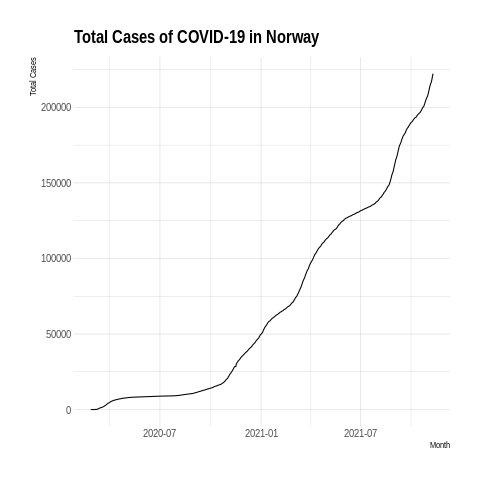 Total Cases of COVID-19 in Norway
Total Cases
200000
150000
100000
50000
0
2020-07 2021-01 2021-07
Month